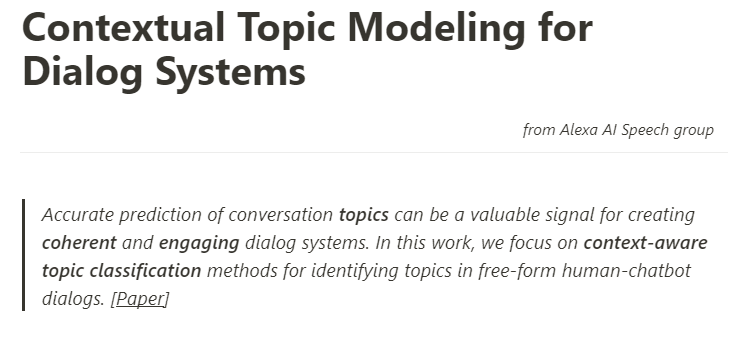 Contextual Topic Modeling for
Dialog Systems
from Alexa AI Speech group
Accurate prediction of conversation topics can be a valuable signal for creating
coherent and engaging dialog systems. In this work, we focus on context-aware
topic classification methods for identifying topics in free-form human-chatbot
dialogs. [Paper]